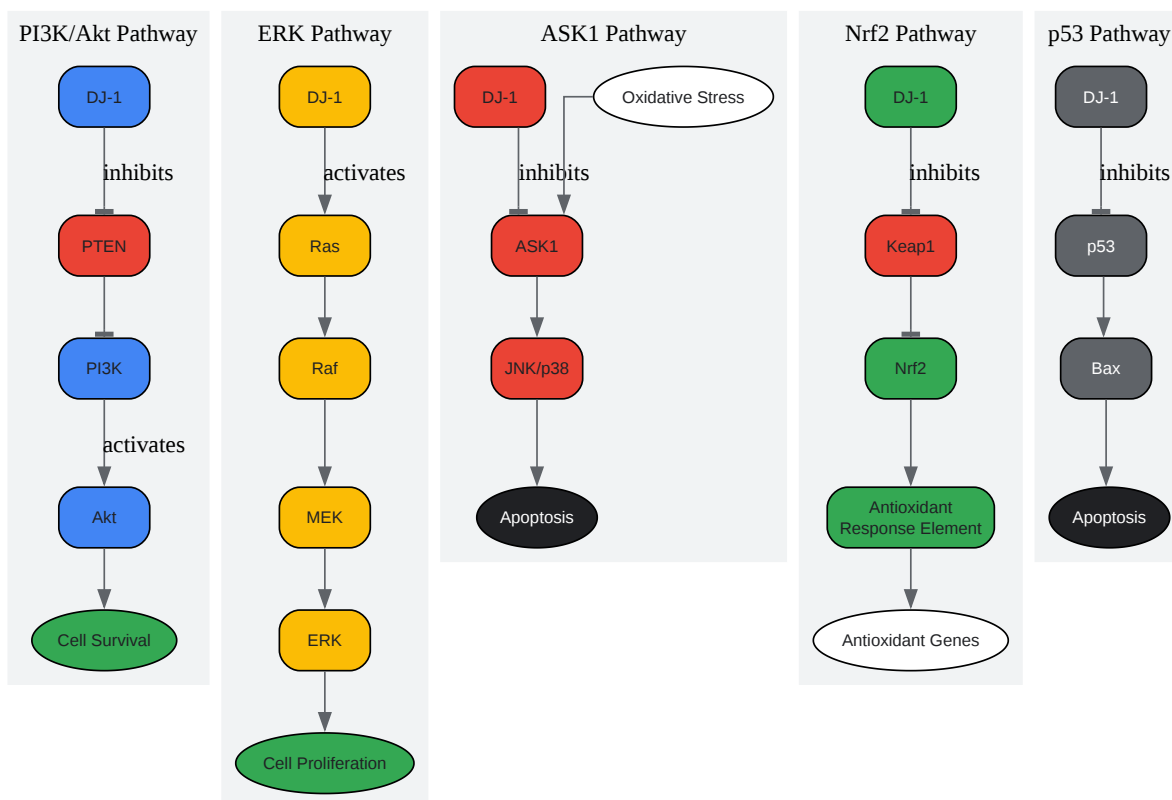 PI3K/Akt Pathway
DJ-1
inhibits
PTEN
PI3K
activates
Akt
Cell Survival
ERK Pathway
DJ-1
activates
Ras
Raf
MEK
ERK
Cell Proliferation
ASK1 Pathway
DJ-1
Oxidative Stress
inhibits
ASK1
JNK/p38
Apoptosis
Nrf2 Pathway
DJ-1
inhibits
Keap1
Nrf2
Antioxidant
Response Element
Antioxidant Genes
p53 Pathway
DJ-1
inhibits
p53
Bax
Apoptosis